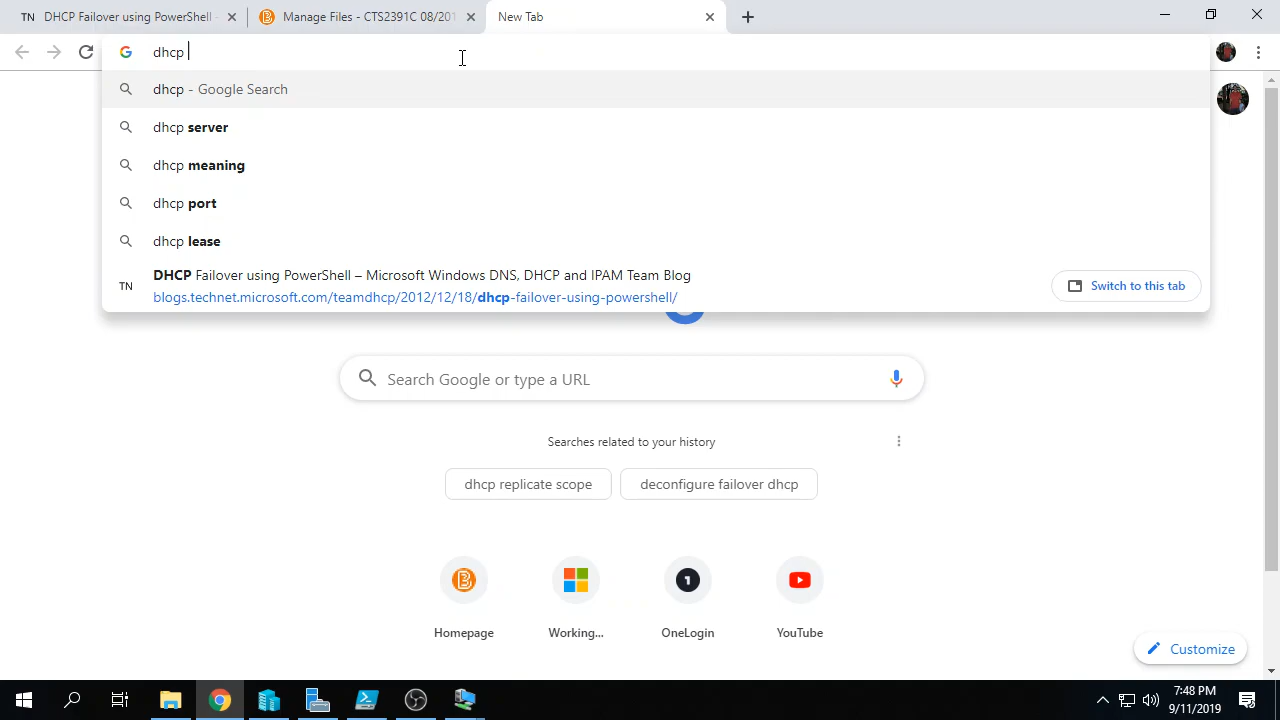 TN DHCP Failover using PowerShell -
Manage Files - CTS2391C 08/201
New Tab
dhcp
dhcp - Google Search
dhcp server
dhcp meaning
dhcp port
dhcp lease
TN DHCP Failover using PowerShell – Microsoft Windows DNS, DHCP and IPAM Team Blog
blogs.technet.microsoft.com/teamdhcp/2012/12/18/dhcp-failover-using-powershell/
Switch to this tab
Search Google or type a URL
Searches related to your history
dhcp replicate scope
deconfigure failover dhcp
Homepage
Working...
OneLogin
YouTube
Customize
7:48 PM
9/11/2019